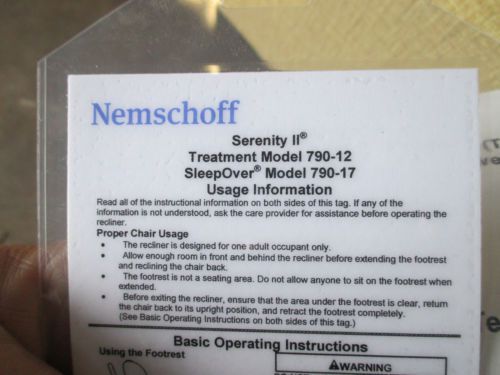 Nemschoff
Serenity II®
Treatment Model 790-12
SleepOver® Model 790-17
Usage Information
Read all of the instructional information on both sides of this tag. If any of the
information is not understood, ask the care provider for assistance before operating the
recliner.
Proper Chair Usage
• The recliner is designed for one adult occupant only.
• Allow enough room in front and behind the recliner before extending the footrest
and reclining the chair back.
• The footrest is not a seating area. Do not allow anyone to sit on the footrest when
extended.
• Before exiting the recliner, ensure that the area under the footrest is clear, return
the chair back to its upright position, and retract the footrest completely.
(See Basic Operating Instructions on both sides of this tag.)
Basic Operating Instructions
Using the Footrest
WARNING